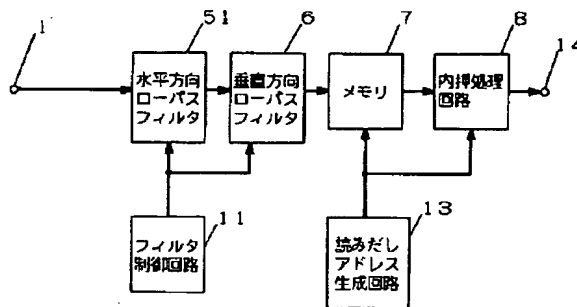 1
51
6
7
8
14
水平方向
ローパス
フィルタ
垂直方向
ローパス
フィルタ
メモリ
内挿処理
回路
11
フィルタ
制御回路
13
読みだし
アドレス
生成回路